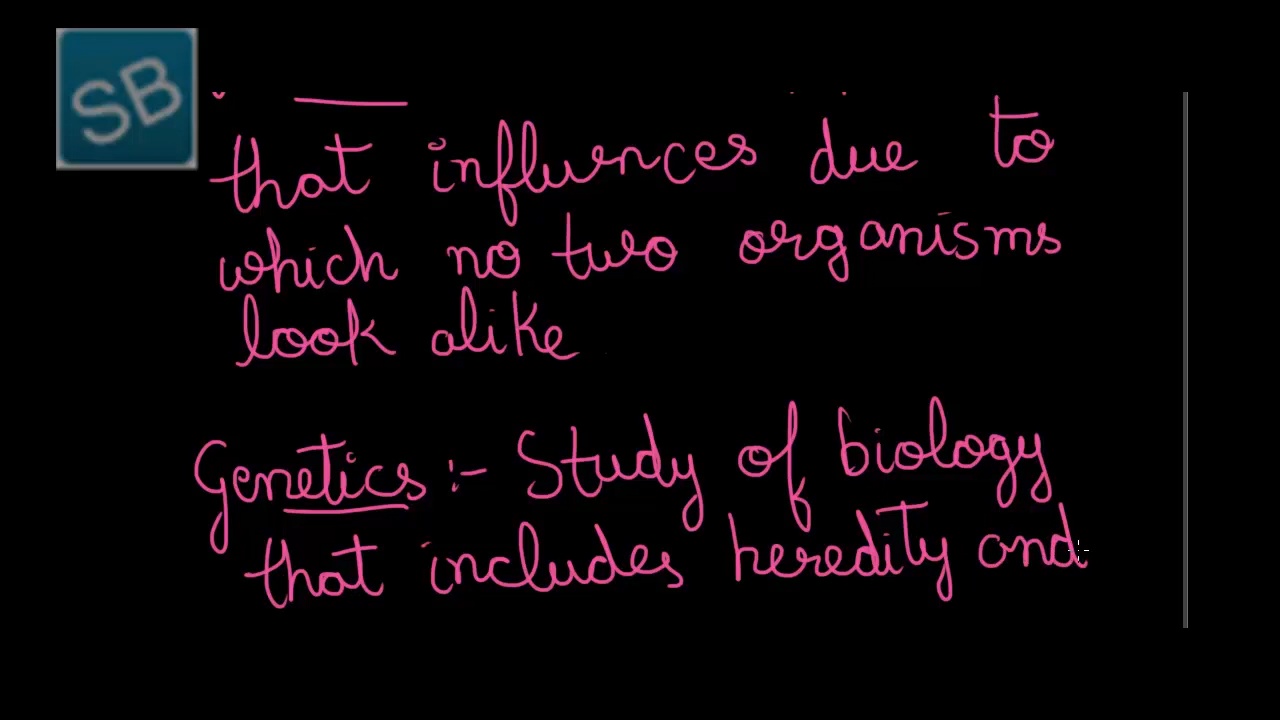 SB
that influences due to
which no two organisms
look alike
Genetics :- Study of biology
that includes heredity and